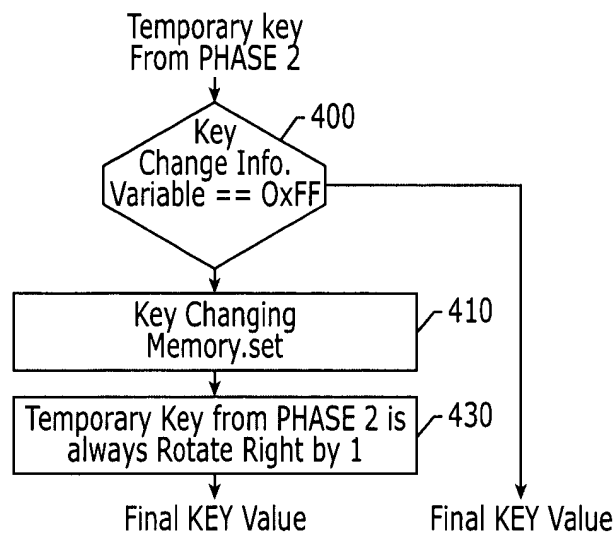 Temporary key
From PHASE 2
400
Key
Change Info.
Variable == OxFF
Key Changing
Memory.set
410
Temporary Key from PHASE 2 is
always Rotate Right by 1
430
Final KEY Value
Final KEY Value